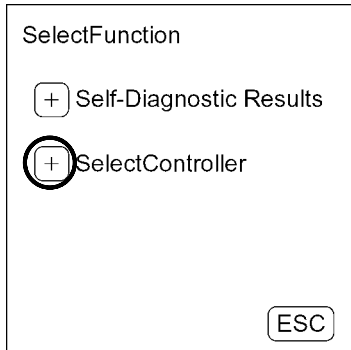 SelectFunction
+ Self-Diagnostic Results
+ SelectController
ESC